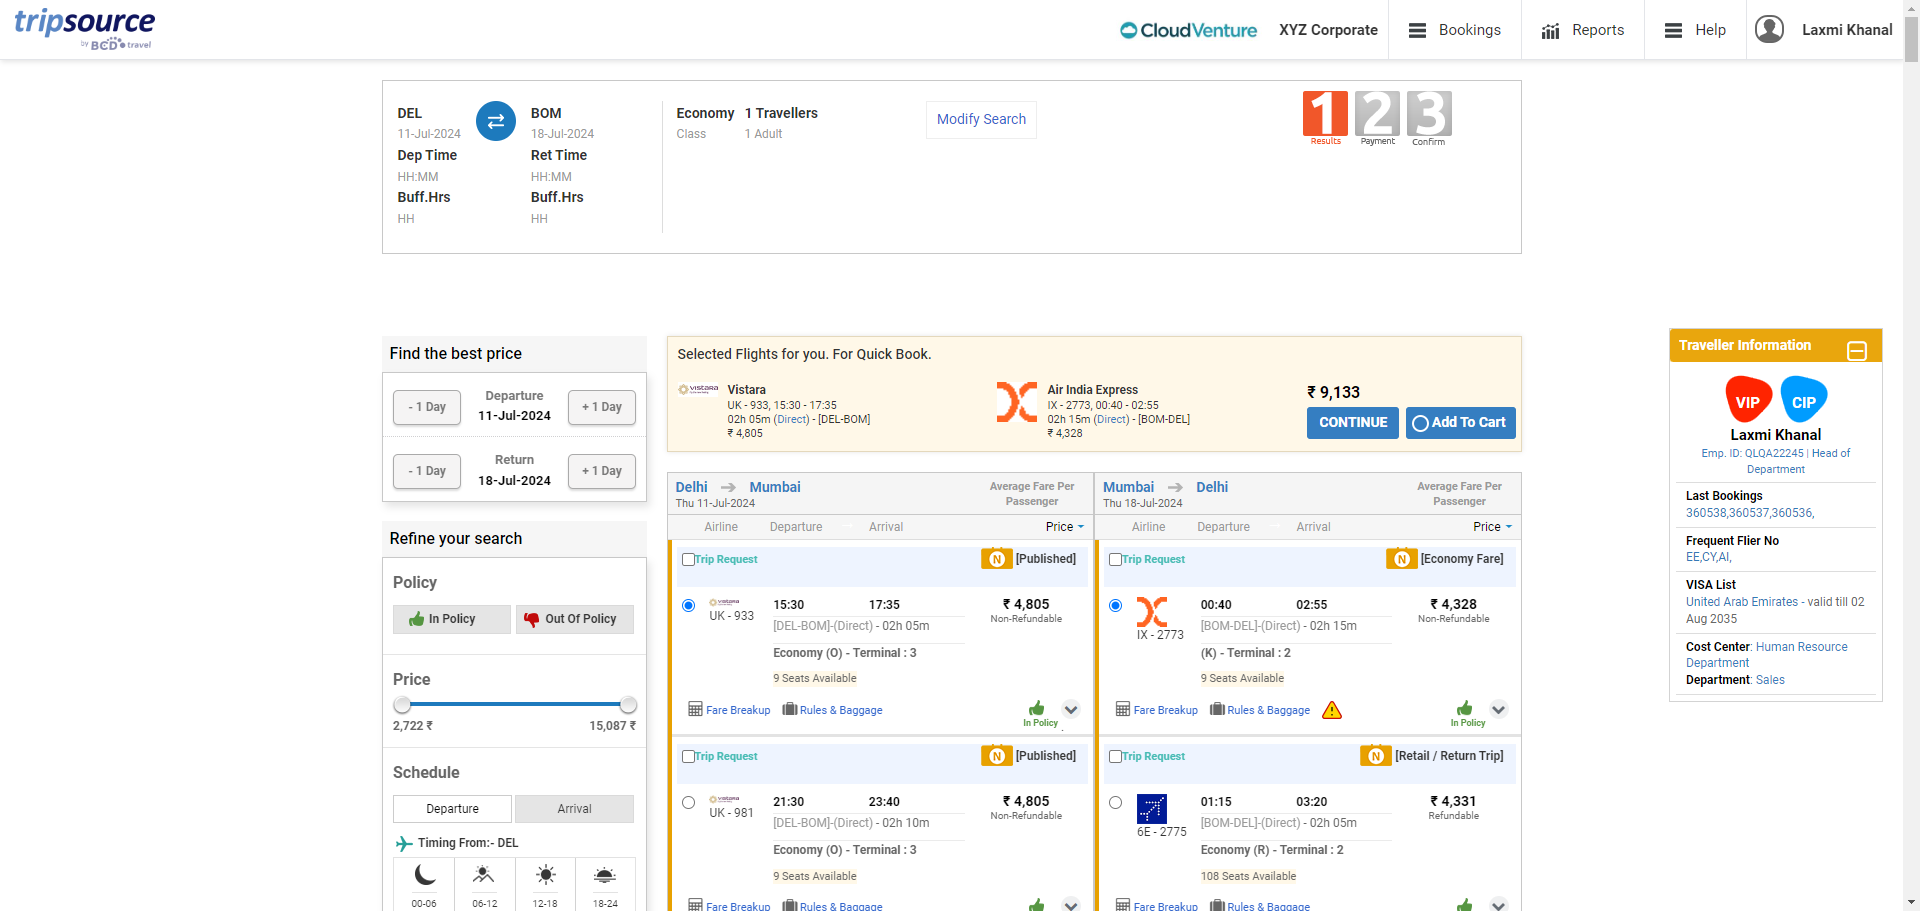 tripsource
by BCD travel
CloudVenture
XYZ Corporate
Bookings
Reports
Help
Laxmi Khanal
DEL
11-Jul-2024
Dep Time
HH:MM
Buff.Hrs
HH
BOM
18-Jul-2024
Ret Time
HH:MM
Buff.Hrs
HH
Economy
Class
1 Travellers
1 Adult
Modify Search
1 2 3
Results Payment Confirm
Find the best price
- 1 Day
Departure
11-Jul-2024
+ 1 Day
- 1 Day
Return
18-Jul-2024
+ 1 Day
Refine your search
Policy
In Policy
Out Of Policy
Price
2,722 ₹
15,087 ₹
Schedule
Departure
Arrival
Timing From:- DEL
00-06
06-12
12-18
18-24
Selected Flights for you. For Quick Book.
VISTARA
Vistara
UK - 933, 15:30 - 17:35
02h 05m (Direct) - [DEL-BOM]
₹ 4,805
Air India Express
IX - 2773, 00:40 - 02:55
02h 15m (Direct) - [BOM-DEL]
₹ 4,328
₹ 9,133
CONTINUE
Add To Cart
Delhi Mumbai
Thu 11-Jul-2024
Average Fare Per
Passenger
Airline Departure Arrival Price
Trip Request
N [Published]
UK - 933
15:30 17:35
[DEL-BOM]-(Direct) - 02h 05m
Economy (O) - Terminal : 3
9 Seats Available
₹ 4,805
Non-Refundable
Fare Breakup
Rules & Baggage
In Policy
Trip Request
N [Published]
UK - 981
21:30 23:40
[DEL-BOM]-(Direct) - 02h 10m
Economy (O) - Terminal : 3
9 Seats Available
₹ 4,805
Non-Refundable
Fare Breakup
Rules & Baggage
Mumbai Delhi
Thu 18-Jul-2024
Average Fare Per
Passenger
Airline Departure Arrival Price
Trip Request
N [Economy Fare]
IX - 2773
00:40 02:55
[BOM-DEL]-(Direct) - 02h 15m
(K) - Terminal : 2
9 Seats Available
₹ 4,328
Non-Refundable
Fare Breakup
Rules & Baggage
In Policy
Trip Request
N [Retail / Return Trip]
6E - 2775
01:15 03:20
[BOM-DEL]-(Direct) - 02h 05m
Economy (R) - Terminal : 2
108 Seats Available
₹ 4,331
Refundable
Fare Breakup
Rules & Baggage
Traveller Information
VIP CIP
Laxmi Khanal
Emp. ID: QLQA22245 | Head of
Department
Last Bookings
360538,360537,360536,
Frequent Flier No
EE,CY,AI,
VISA List
United Arab Emirates - valid till 02
Aug 2035
Cost Center: Human Resource
Department
Department: Sales